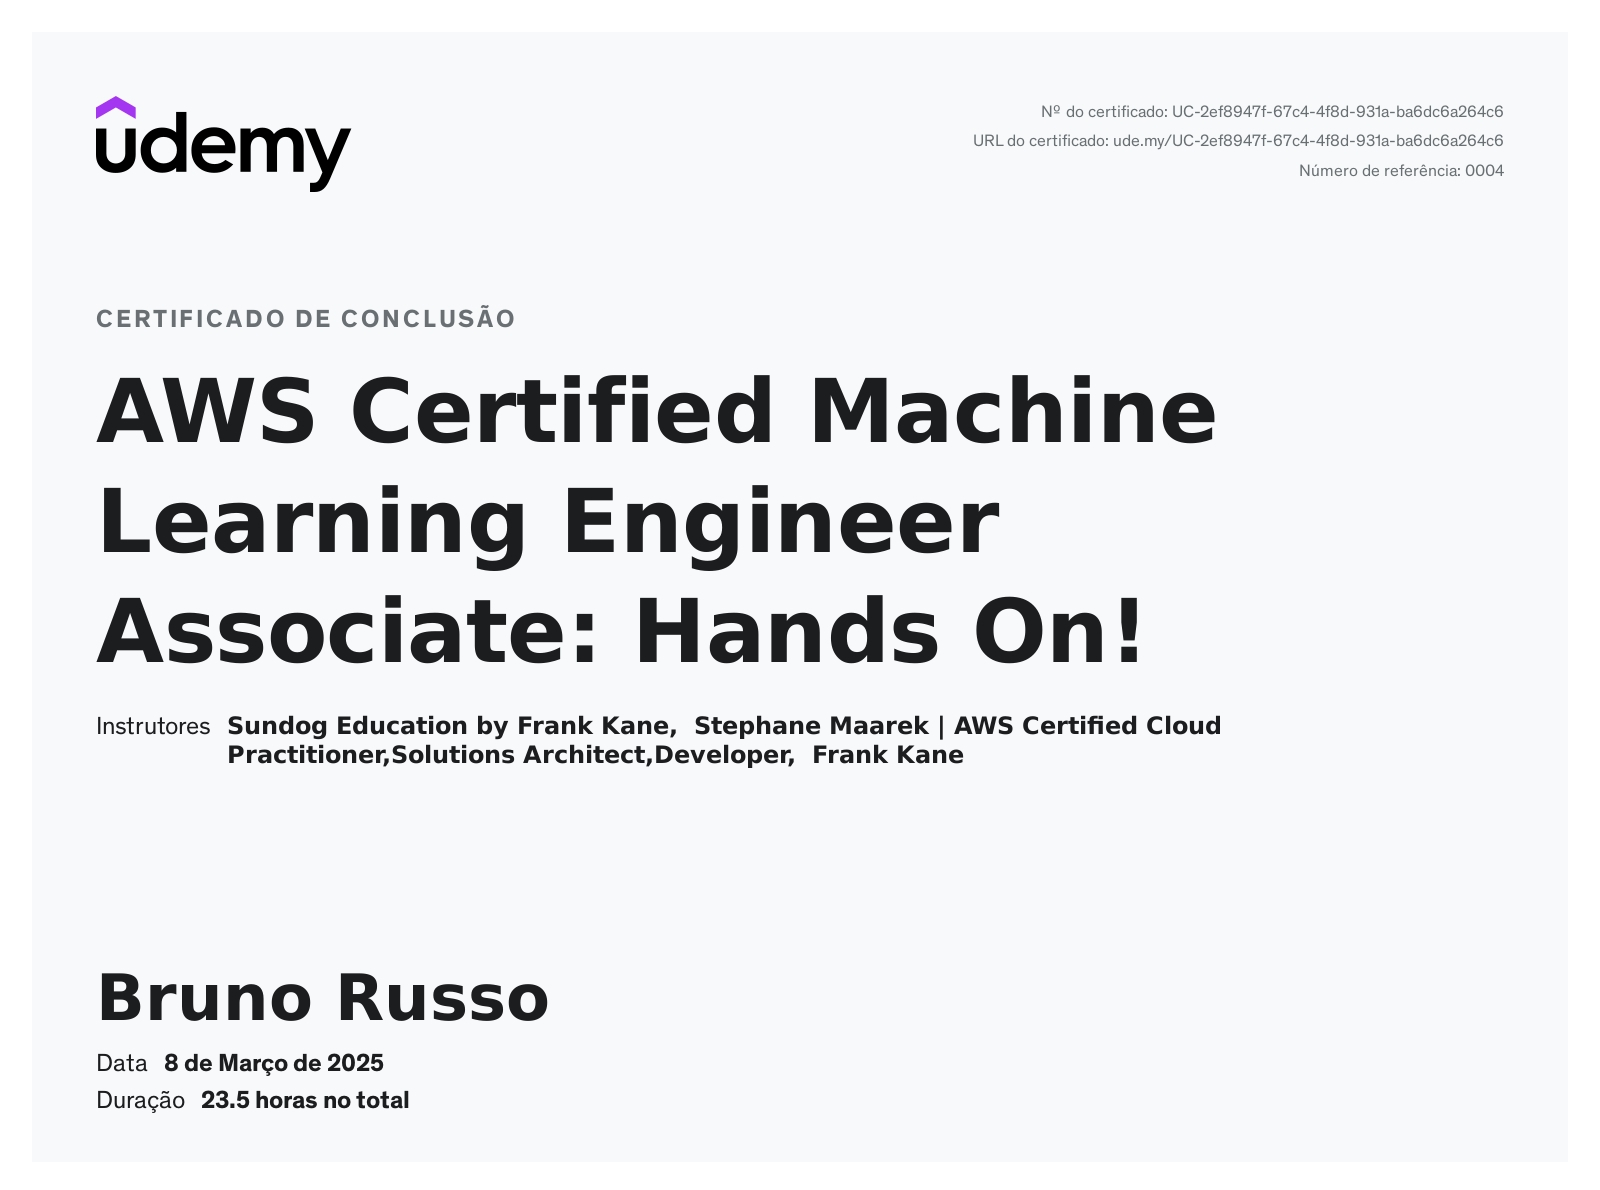 udemy
Nº do certificado: UC-2ef8947f-67c4-4f8d-931a-ba6dc6a264c6
URL do certificado: ude.my/UC-2ef8947f-67c4-4f8d-931a-ba6dc6a264c6
Número de referência: 0004
CERTIFICADO DE CONCLUSÃO
AWS Certified Machine
Learning Engineer
Associate: Hands On!
Instrutores Sundog Education by Frank Kane, Stephane Maarek | AWS Certified Cloud
Practitioner,Solutions Architect,Developer, Frank Kane
Bruno Russo
Data 8 de Março de 2025
Duração 23.5 horas no total